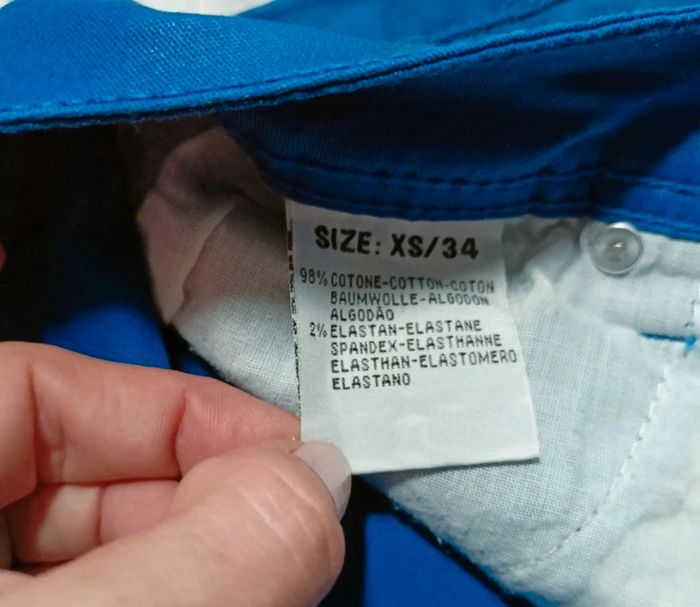 SIZE: XS/34
98% COTONE-COTTON-COTON
BAUMWOLLE-ALGODON
ALGODÃO
2% ELASTAN-ELASTANE
SPANDEX-ELASTHANNE
ELASTHAN-ELASTOMERO
ELASTANO